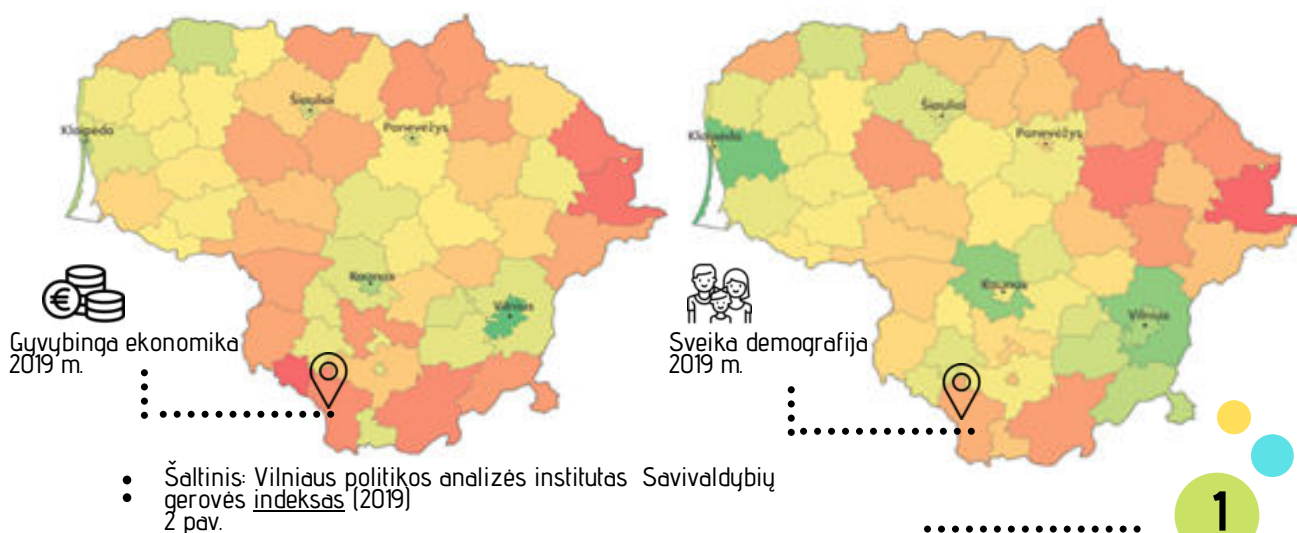 Šiauliai
Klaipėda
Panevėžys
Kaunas
Vilnius
Gyvybinga ekonomika
2019 m.
Šiauliai
Klaipėda
Panevėžys
Kaunas
Vilnius
Sveika demografija
2019 m.
• Šaltinis: Vilniaus politikos analizės institutas Savivaldybių
• gerovės indeksas (2019)
2 pav.
1